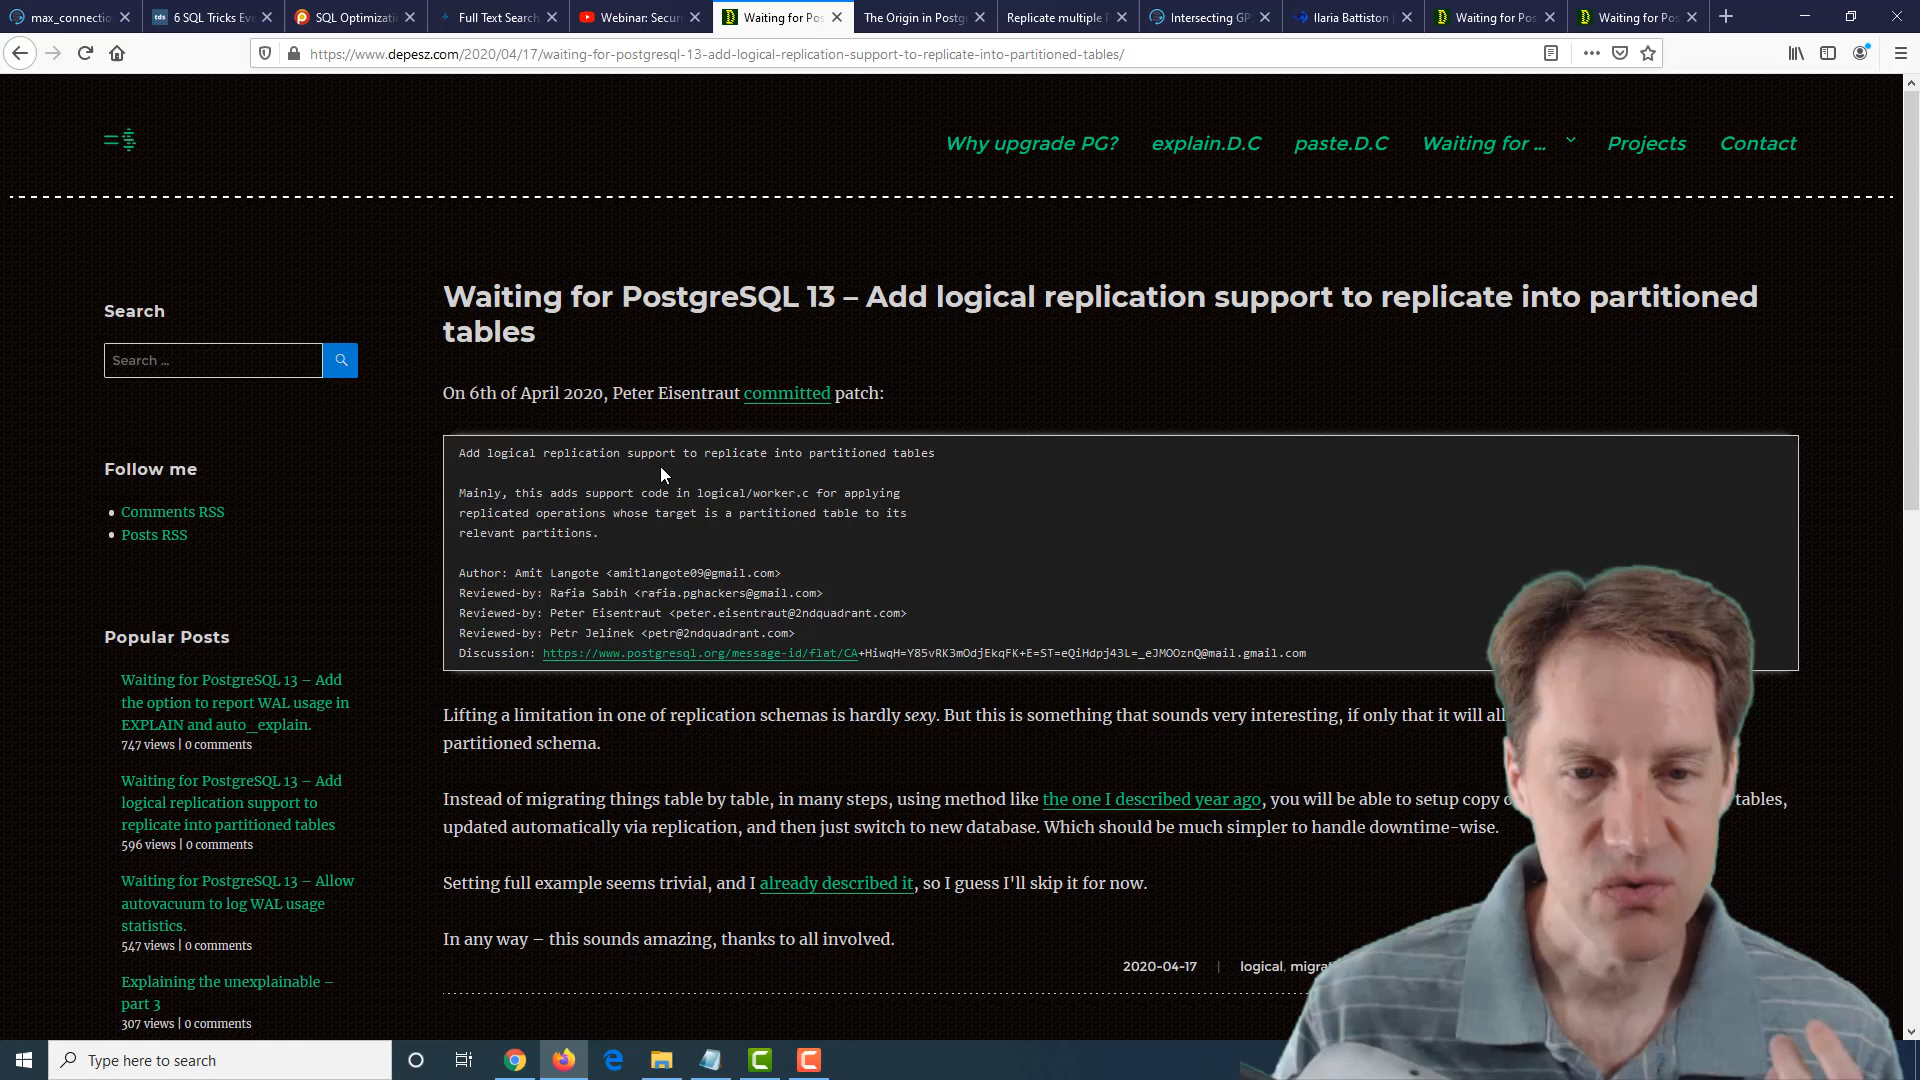 max_connectio
6 SQL Tricks Eve
SQL Optimizati
Full Text Search
Webinar: Secur
Waiting for Pos
The Origin in Postg
Replicate multiple P
Intersecting GP
Ilaria Battiston
Waiting for Pos
Waiting for Pos
https://www.depesz.com/2020/04/17/waiting-for-postgresql-13-add-logical-replication-support-to-replicate-into-partitioned-tables/
Why upgrade PG?
explain.D.C
paste.D.C
Waiting for ...
Projects
Contact
Search
Search …
Follow me
Comments RSS
Posts RSS
Popular Posts
Waiting for PostgreSQL 13 – Add
the option to report WAL usage in
EXPLAIN and auto_explain.
747 views | 0 comments
Waiting for PostgreSQL 13 – Add
logical replication support to
replicate into partitioned tables
596 views | 0 comments
Waiting for PostgreSQL 13 – Allow
autovacuum to log WAL usage
statistics.
547 views | 0 comments
Explaining the unexplainable –
part 3
307 views | 0 comments
Waiting for PostgreSQL 13 – Add logical replication support to replicate into partitioned
tables
On 6th of April 2020, Peter Eisentraut committed patch:
Add logical replication support to replicate into partitioned tables
Mainly, this adds support code in logical/worker.c for applying
replicated operations whose target is a partitioned table to its
relevant partitions.
Author: Amit Langote <amitlangote09@gmail.com>
Reviewed-by: Rafia Sabih <rafia.pghackers@gmail.com>
Reviewed-by: Peter Eisentraut <peter.eisentraut@2ndquadrant.com>
Reviewed-by: Petr Jelinek <petr@2ndquadrant.com>
Discussion: https://www.postgresql.org/message-id/flat/CA+HiwqH=Y85vRK3mOdjEkqFK+E=ST=eQiHdpj43L=_eJMOOznQ@mail.gmail.com
Lifting a limitation in one of replication schemas is hardly sexy. But this is something that sounds very interesting, if only that it will all
partitioned schema.
Instead of migrating things table by table, in many steps, using method like the one I described year ago, you will be able to setup copy o tables,
updated automatically via replication, and then just switch to new database. Which should be much simpler to handle downtime-wise.
Setting full example seems trivial, and I already described it, so I guess I'll skip it for now.
In any way – this sounds amazing, thanks to all involved.
2020-04-17 | logical, migra
Type here to search